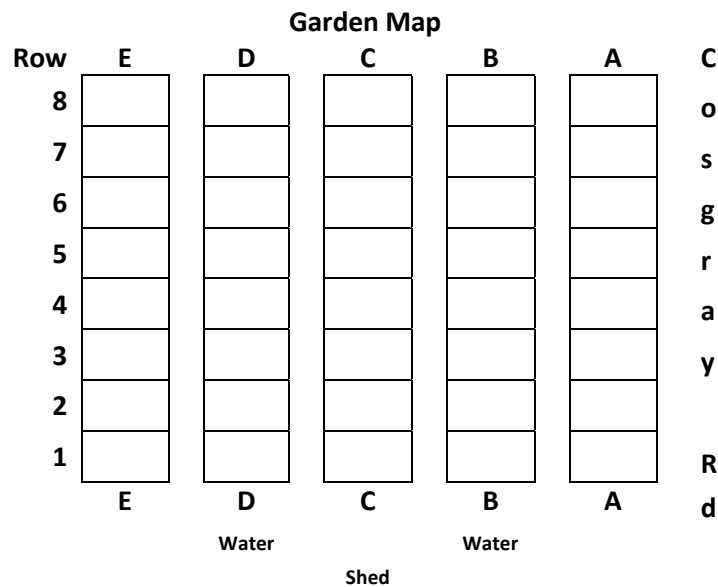 Garden Map
Row E D C B A C
8 o
7 s
6 g
5 r
4 a
3 y
2
1 R
E D C B A d
Water Water
Shed